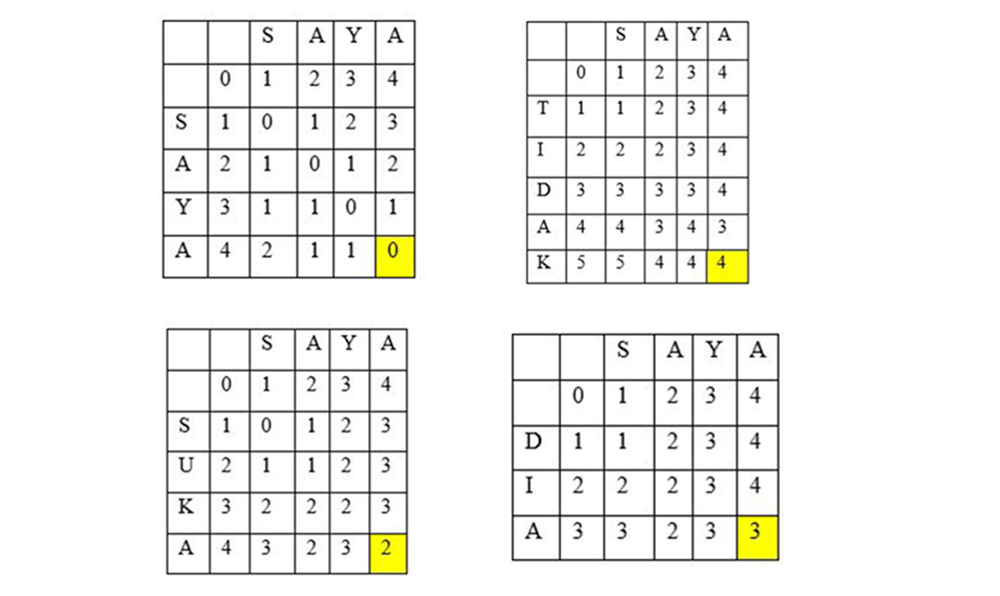 S A Y A
0 1 2 3 4
S 1 0 1 2 3
A 2 1 0 1 2
Y 3 1 1 0 1
A 4 2 1 1 0
S A Y A
0 1 2 3 4
T 1 1 2 3 4
I 2 2 2 3 4
D 3 3 3 3 4
A 4 4 3 4 3
K 5 5 4 4 4
S A Y A
0 1 2 3 4
S 1 0 1 2 3
U 2 1 1 2 3
K 3 2 2 2 3
A 4 3 2 3 2
S A Y A
0 1 2 3 4
D 1 1 2 3 4
I 2 2 2 3 4
A 3 3 2 3 3